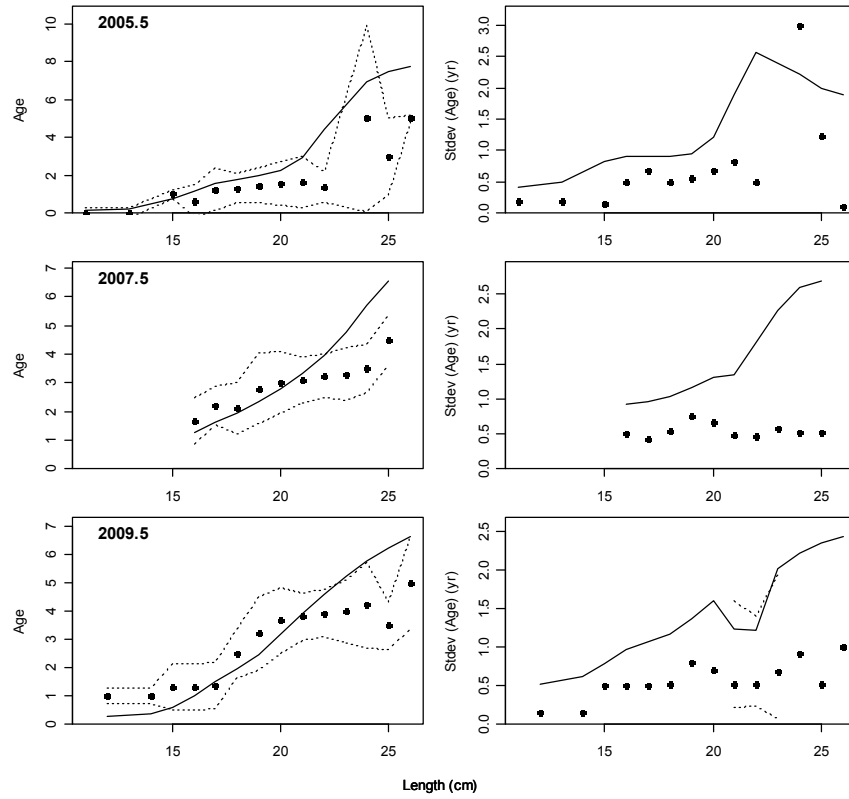 2005.5
Age
0 2 4 6 8 10
15 20 25
Stdev (Age) (yr)
0.0 0.5 1.0 1.5 2.0 2.5 3.0
15 20 25
2007.5
Age
0 1 2 3 4 5 6 7
15 20 25
Stdev (Age) (yr)
0.0 0.5 1.0 1.5 2.0 2.5
15 20 25
2009.5
Age
0 1 2 3 4 5 6 7
15 20 25
Stdev (Age) (yr)
0.0 0.5 1.0 1.5 2.0 2.5
15 20 25
Length (cm)